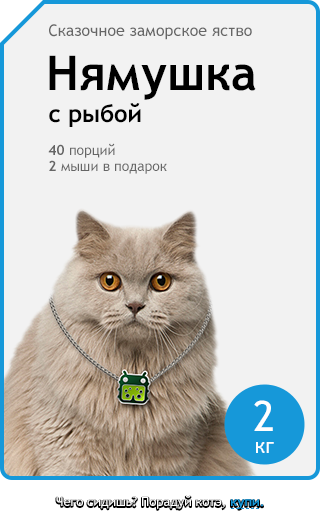 Сказочное заморское яство
Нямушка
с рыбой
40 порций
2 мыши в подарок
2
кг
Чего сидишь? Порадуй котэ, купи.